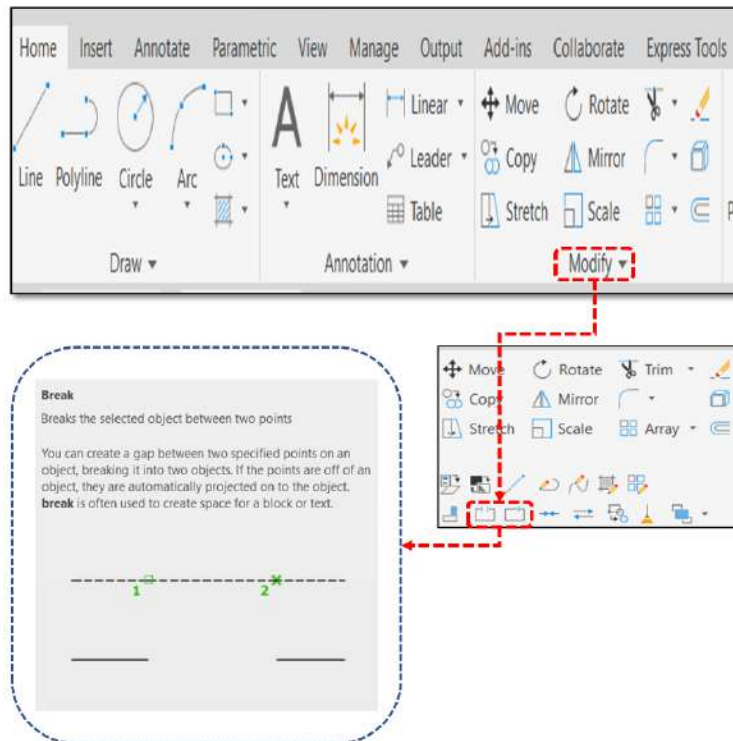 Home Insert Annotate Parametric View Manage Output Add-ins Collaborate Express Tools
Line Polyline Circle Arc
Text Dimension
Linear
Leader
Table
Move Rotate
Copy Mirror
Stretch Scale
P
Draw Annotation Modify
Move Rotate Trim
Copy Mirror
Stretch Scale Array
Break
Breaks the selected object between two points
You can create a gap between two specified points on an
object, breaking it into two objects. If the points are off of an
object, they are automatically projected on to the object.
break is often used to create space for a block or text.
1 2